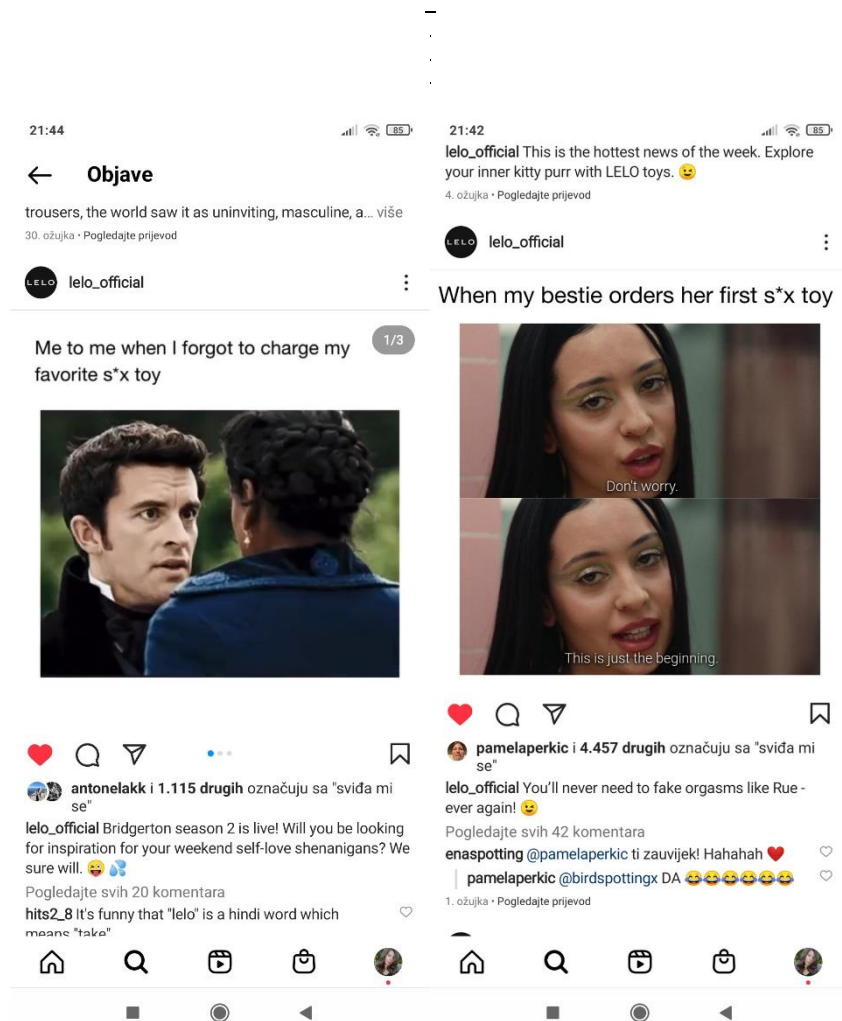 21:44
85
Objave
trousers, the world saw it as uninviting, masculine, a... više
30. ožujka • Pogledajte prijevod
LELO
lelo_official
Me to me when I forgot to charge my
favorite s*x toy
1/3
antonelakk i 1.115 drugih označuju sa "sviđa mi
se"
lelo_official Bridgerton season 2 is live! Will you be looking
for inspiration for your weekend self-love shenanigans? We
sure will. 😜 💦
Pogledajte svih 20 komentara
hits2_8 It's funny that "lelo" is a hindi word which
means "take"
21:42
85
lelo_official This is the hottest news of the week. Explore
your inner kitty purr with LELO toys. 😉
4. ožujka • Pogledajte prijevod
LELO
lelo_official
When my bestie orders her first s*x toy
Don't worry.
This is just the beginning.
pamelaperkic i 4.457 drugih označuju sa "sviđa mi
se"
lelo_official You'll never need to fake orgasms like Rue -
ever again! 😉
Pogledajte svih 42 komentara
enaspotting @pamelaperkic ti zauvijek! Hahahah ❤️
pamelaperkic @birdspottingx DA 😂😂😂😂😂😂
1. ožujka • Pogledajte prijevod